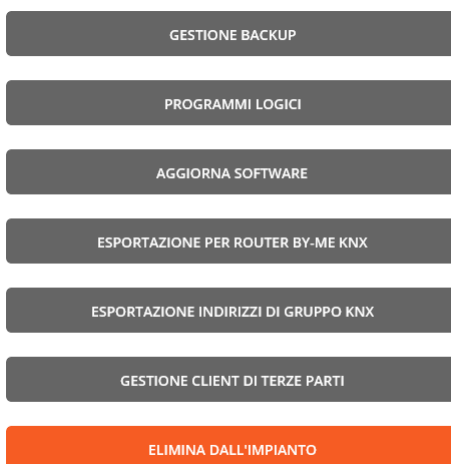 GESTIONE BACKUP
PROGRAMMI LOGICI
AGGIORNA SOFTWARE
ESPORTAZIONE PER ROUTER BY-ME KNX
ESPORTAZIONE INDIRIZZI DI GRUPPO KNX
GESTIONE CLIENT DI TERZE PARTI
ELIMINA DALL'IMPIANTO